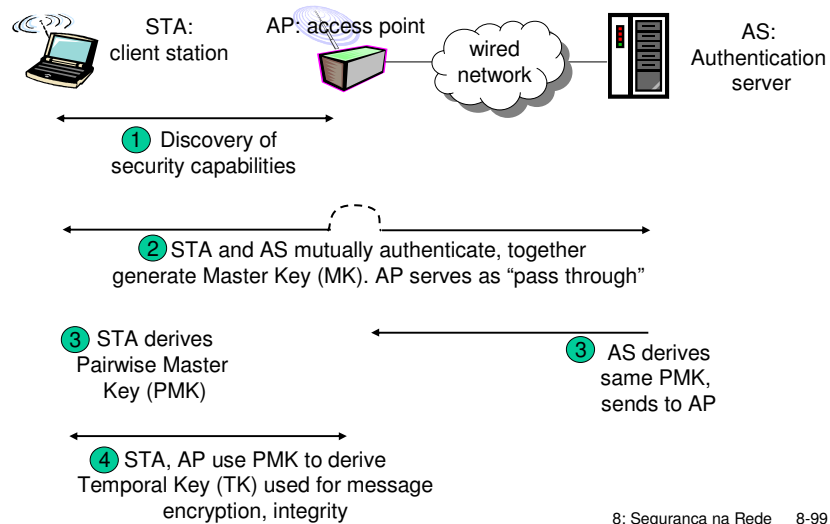 STA:
client station
AP: access point
wired
network
AS:
Authentication
server
1 Discovery of
security capabilities
2 STA and AS mutually authenticate, together
generate Master Key (MK). AP serves as “pass through”
3 STA derives
Pairwise Master
Key (PMK)
3 AS derives
same PMK,
sends to AP
4 STA, AP use PMK to derive
Temporal Key (TK) used for message
encryption, integrity
8: Segurança na Rede 8-99